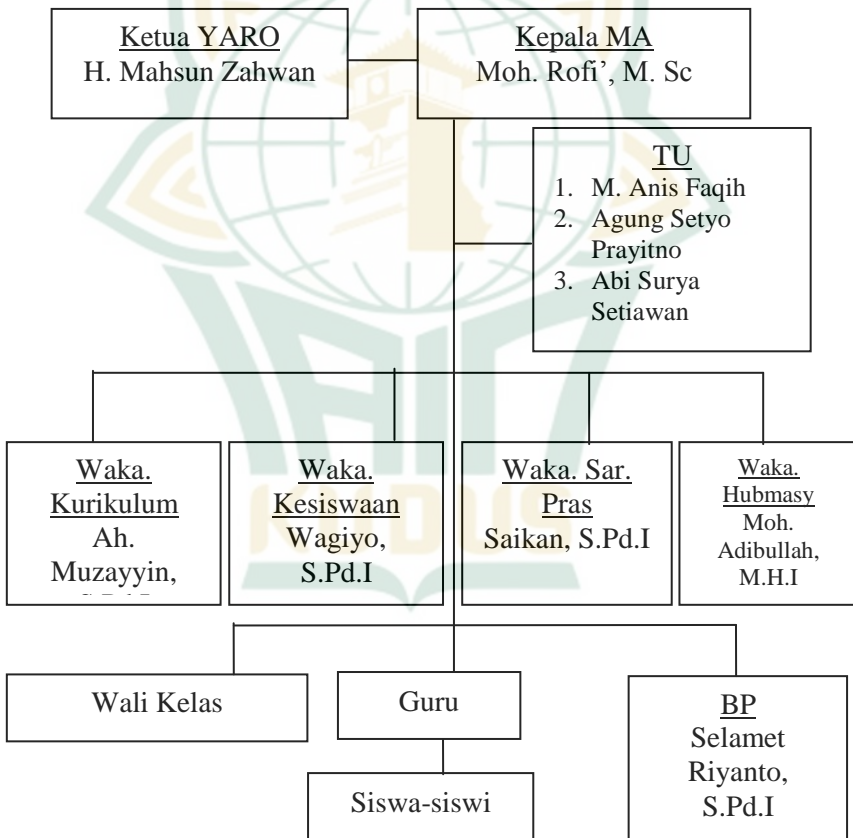 Ketua YARO
H. Mahsun Zahwan
Kepala MA
Moh. Rofi’, M. Sc
TU
1. M. Anis Faqih
2. Agung Setyo
Prayitno
3. Abi Surya
Setiawan
Waka.
Kurikulum
Ah.
Muzayyin,
Waka.
Kesiswaan
Wagiyo,
S.Pd.I
Waka. Sar.
Pras
Saikan, S.Pd.I
Waka.
Hubmasy
Moh.
Adibullah,
M.H.I
Wali Kelas
Guru
BP
Selamet
Riyanto,
S.Pd.I
Siswa-siswi
IAIN
KUDUS